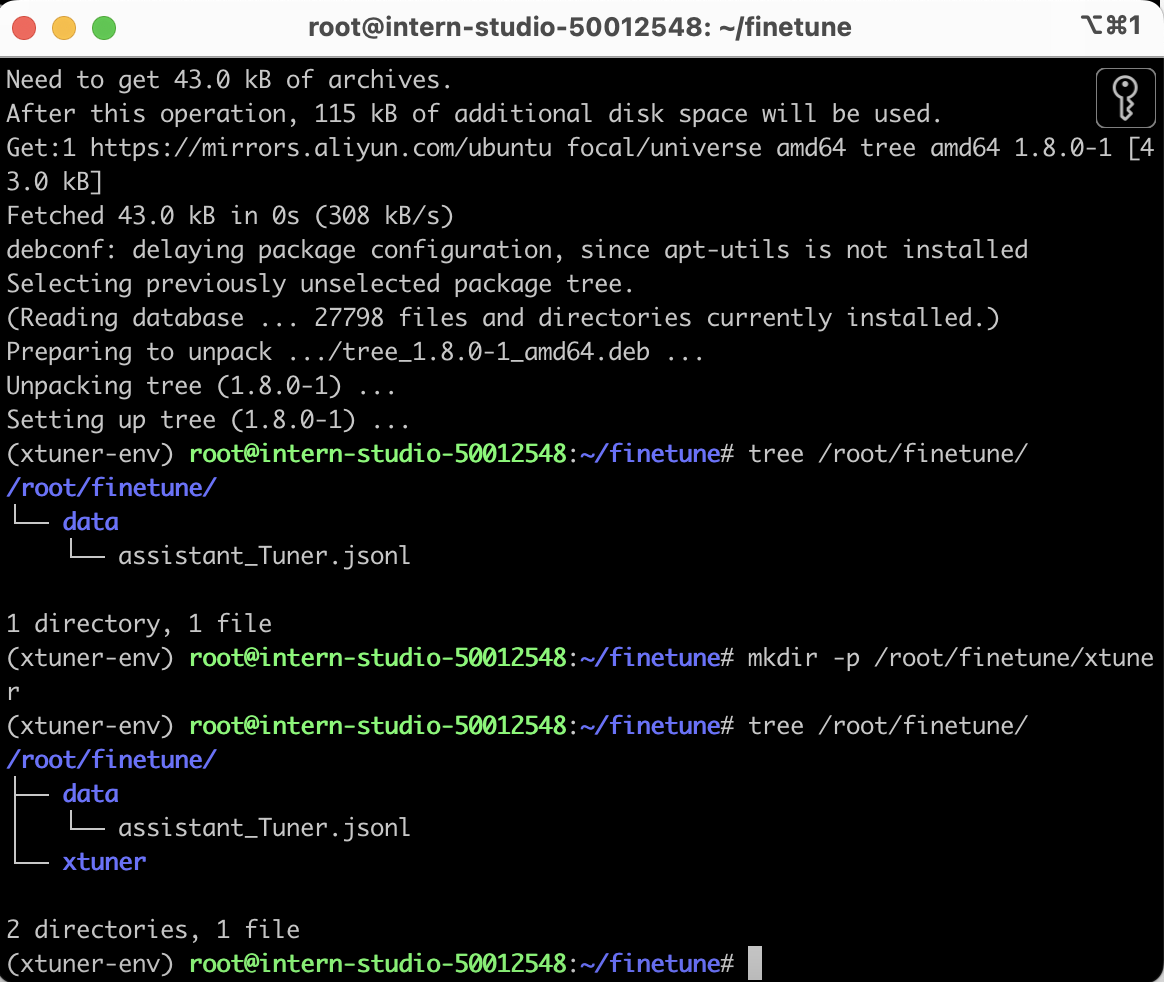 root@intern-studio-50012548: ~/finetune
⌥⌘1
Need to get 43.0 kB of archives.
After this operation, 115 kB of additional disk space will be used.
Get:1 https://mirrors.aliyun.com/ubuntu focal/universe amd64 tree amd64 1.8.0-1 [4
3.0 kB]
Fetched 43.0 kB in 0s (308 kB/s)
debconf: delaying package configuration, since apt-utils is not installed
Selecting previously unselected package tree.
(Reading database ... 27798 files and directories currently installed.)
Preparing to unpack .../tree_1.8.0-1_amd64.deb ...
Unpacking tree (1.8.0-1) ...
Setting up tree (1.8.0-1) ...
(xtuner-env) root@intern-studio-50012548:~/finetune# tree /root/finetune/
/root/finetune/
└── data
    └── assistant_Tuner.jsonl

1 directory, 1 file
(xtuner-env) root@intern-studio-50012548:~/finetune# mkdir -p /root/finetune/xtune
r
(xtuner-env) root@intern-studio-50012548:~/finetune# tree /root/finetune/
/root/finetune/
├── data
│   └── assistant_Tuner.jsonl
└── xtuner

2 directories, 1 file
(xtuner-env) root@intern-studio-50012548:~/finetune#